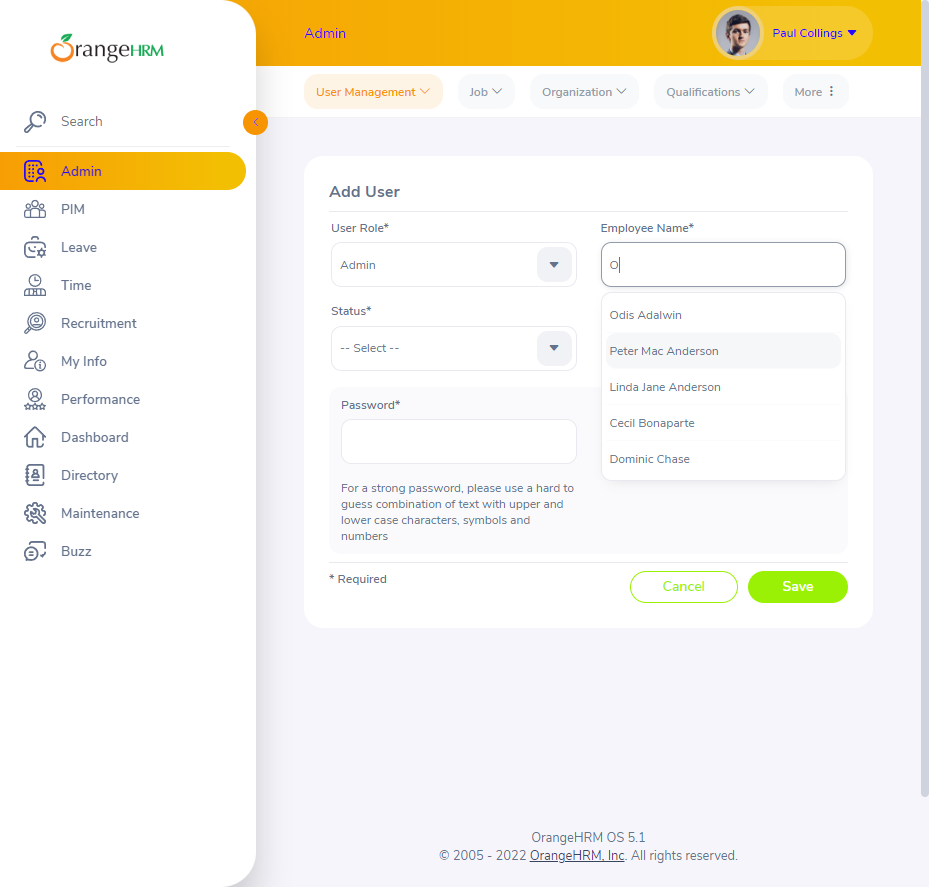 OrangeHRM
Admin
Paul Collings
User Management
Job
Organization
Qualifications
More
Search
Admin
PIM
Leave
Time
Recruitment
My Info
Performance
Dashboard
Directory
Maintenance
Buzz
Add User
User Role*
Employee Name*
Admin
O
Status*
-- Select --
Odis Adalwin
Peter Mac Anderson
Linda Jane Anderson
Cecil Bonaparte
Dominic Chase
Password*
For a strong password, please use a hard to
guess combination of text with upper and
lower case characters, symbols and
numbers
* Required
Cancel
Save
OrangeHRM OS 5.1
© 2005 - 2022 OrangeHRM, Inc. All rights reserved.